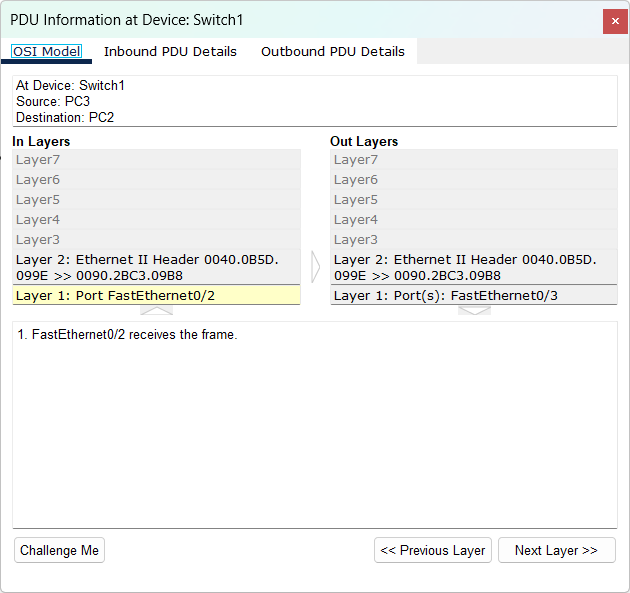 PDU Information at Device: Switch1
×
OSI Model Inbound PDU Details Outbound PDU Details
At Device: Switch1
Source: PC3
Destination: PC2
In Layers
Layer7
Layer6
Layer5
Layer4
Layer3
Layer 2: Ethernet II Header 0040.0B5D.
099E >> 0090.2BC3.09B8
Layer 1: Port FastEthernet0/2
Out Layers
Layer7
Layer6
Layer5
Layer4
Layer3
Layer 2: Ethernet II Header 0040.0B5D.
099E >> 0090.2BC3.09B8
Layer 1: Port(s): FastEthernet0/3
1. FastEthernet0/2 receives the frame.
Challenge Me << Previous Layer Next Layer >>